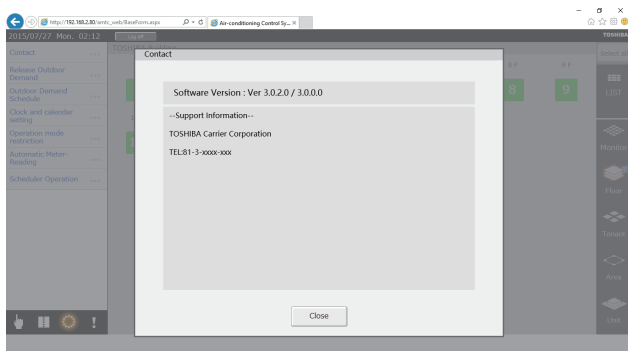 http://192.168.2.80/amtc_web/BaseForm.aspx
Air-conditioning Control Sy...
2015/07/27 Mon, 02:12
Log off
TOSHIBA
Contact ...
Release Outdoor
Demand ...
Outdoor Demand
Schedule ...
Clock and calendar
setting ...
Operation mode
restriction ...
Automatic Meter-
Reading ...
Scheduler Operation ...
Contact
Software Version : Ver 3.0.2.0 / 3.0.0.0
--Support Information--
TOSHIBA Carrier Corporation
TEL:81-3-xxxx-xxx
Close
8
9
LIST
Monitor
Floor
Tenant
Area
Unit